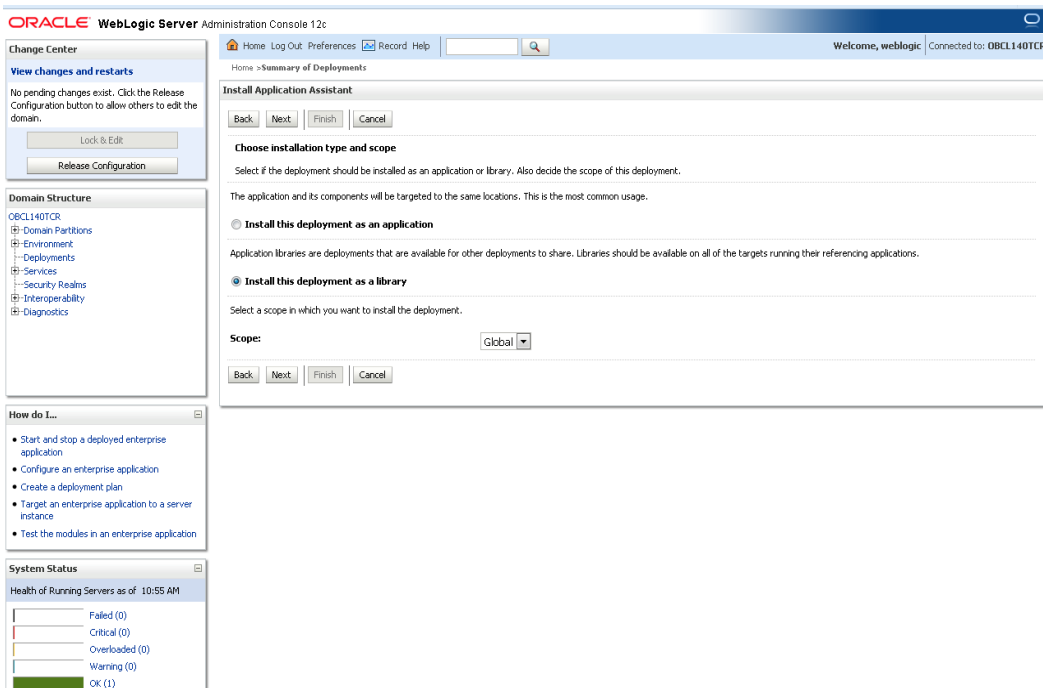 ORACLE WebLogic Server Administration Console 12c
Change Center
View changes and restarts
No pending changes exist. Click the Release
Configuration button to allow others to edit the
domain.
Lock & Edit
Release Configuration
Domain Structure
OBCL140TCR
Domain Partitions
Environment
Deployments
Services
Security Realms
Interoperability
Diagnostics
How do I...
Start and stop a deployed enterprise
application
Configure an enterprise application
Create a deployment plan
Target an enterprise application to a server
instance
Test the modules in an enterprise application
System Status
Health of Running Servers as of 10:55 AM
Failed (0)
Critical (0)
Overloaded (0)
Warning (0)
OK (1)
Home Log Out Preferences Record Help
Welcome, weblogic Connected to: OBCL140TCR
Home >Summary of Deployments
Install Application Assistant
Back Next Finish Cancel
Choose installation type and scope
Select if the deployment should be installed as an application or library. Also decide the scope of this deployment.
The application and its components will be targeted to the same locations. This is the most common usage.
Install this deployment as an application
Application libraries are deployments that are available for other deployments to share. Libraries should be available on all of the targets running their referencing applications.
Install this deployment as a library
Select a scope in which you want to install the deployment.
Scope: Global
Back Next Finish Cancel